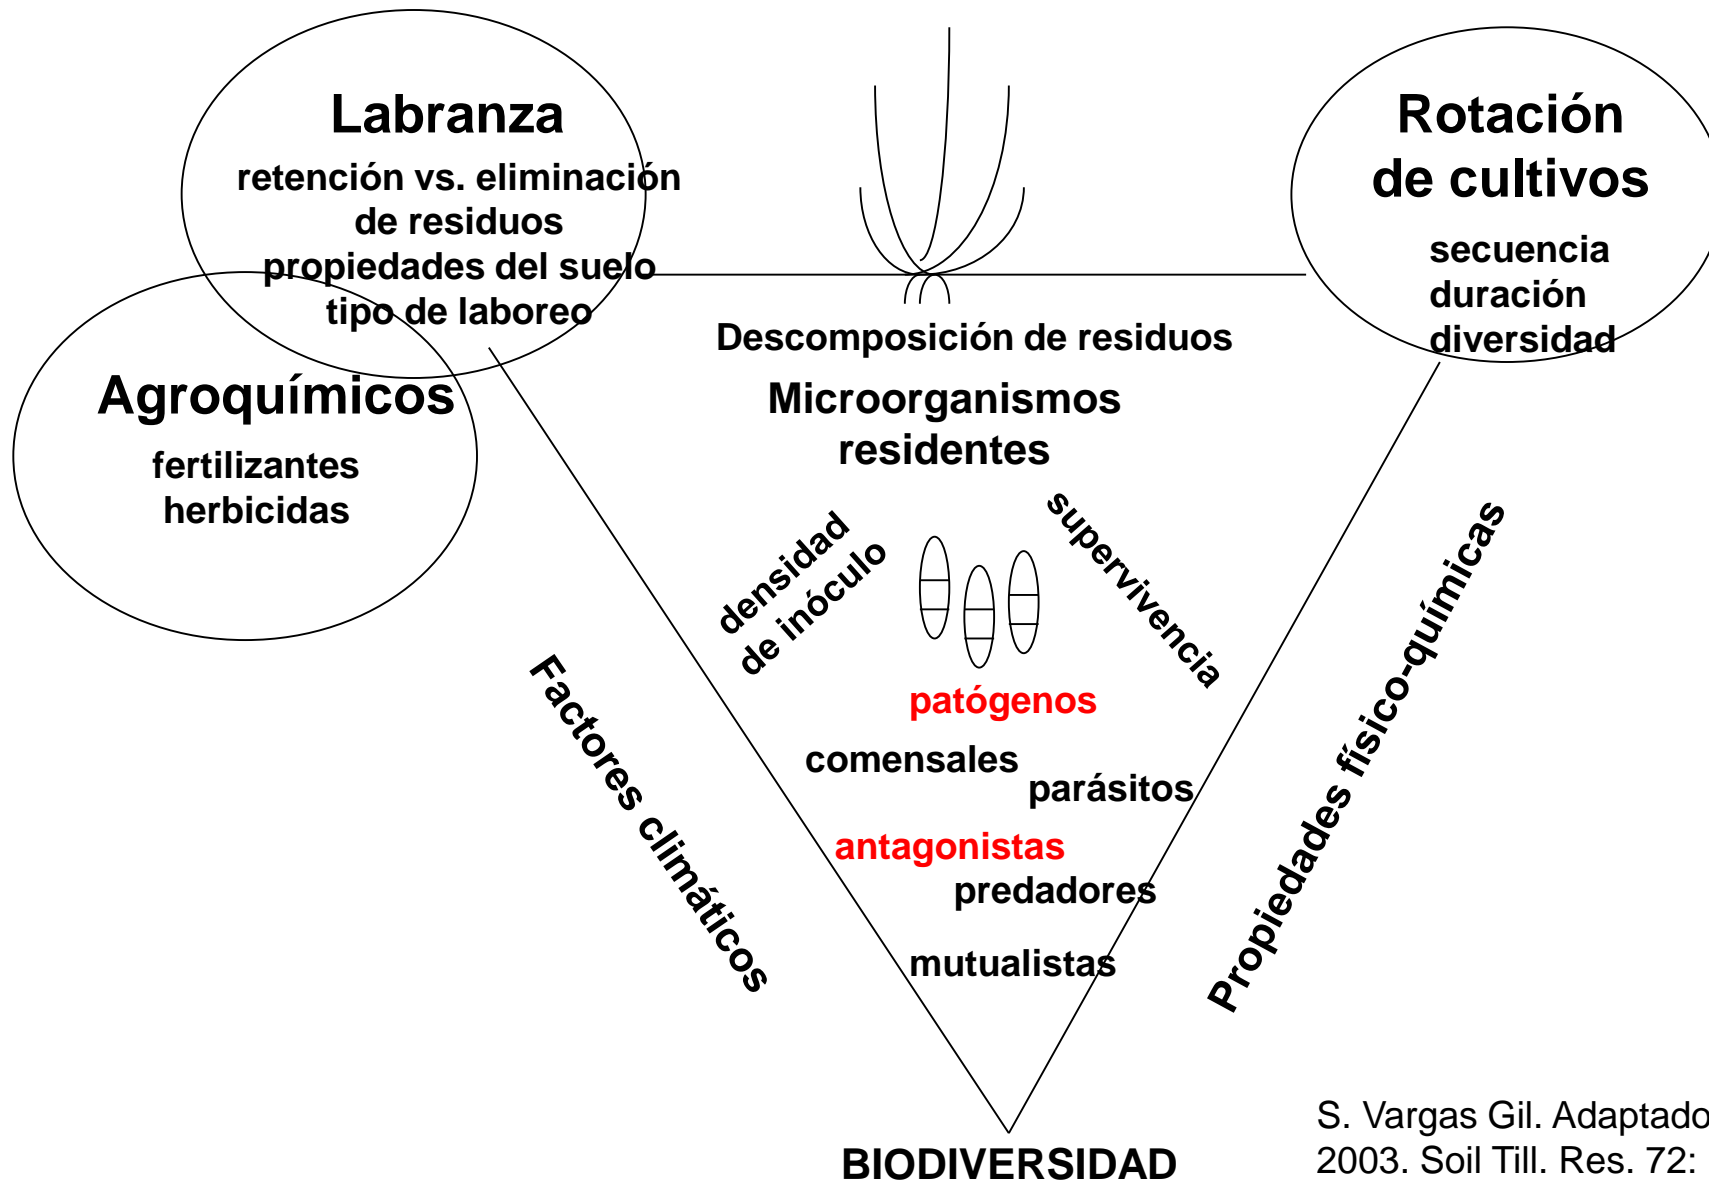 Labranza
retención vs. eliminación
de residuos
propiedades del suelo
tipo de laboreo
Agroquímicos
fertilizantes
herbicidas
Rotación
de cultivos
secuencia
duración
diversidad
Descomposición de residuos
Microorganismos
residentes
densidad
de inóculo
supervivencia
patógenos
comensales
parásitos
antagonistas
predadores
mutualistas
Factores climáticos
Propiedades físico-químicas
BIODIVERSIDAD
S. Vargas Gil. Adaptado
2003. Soil Till. Res. 72: